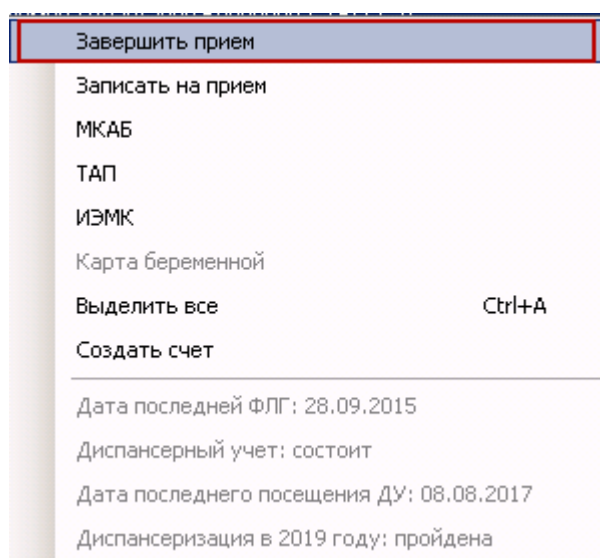 Завершить прием
Записать на прием
МКАБ
ТАП
ИЭМК
Карта беременной
Выделить все Ctrl+A
Создать счет
Дата последней ФЛГ: 28.09.2015
Диспансерный учет: состоит
Дата последнего посещения ДУ: 08.08.2017
Диспансеризация в 2019 году: пройдена